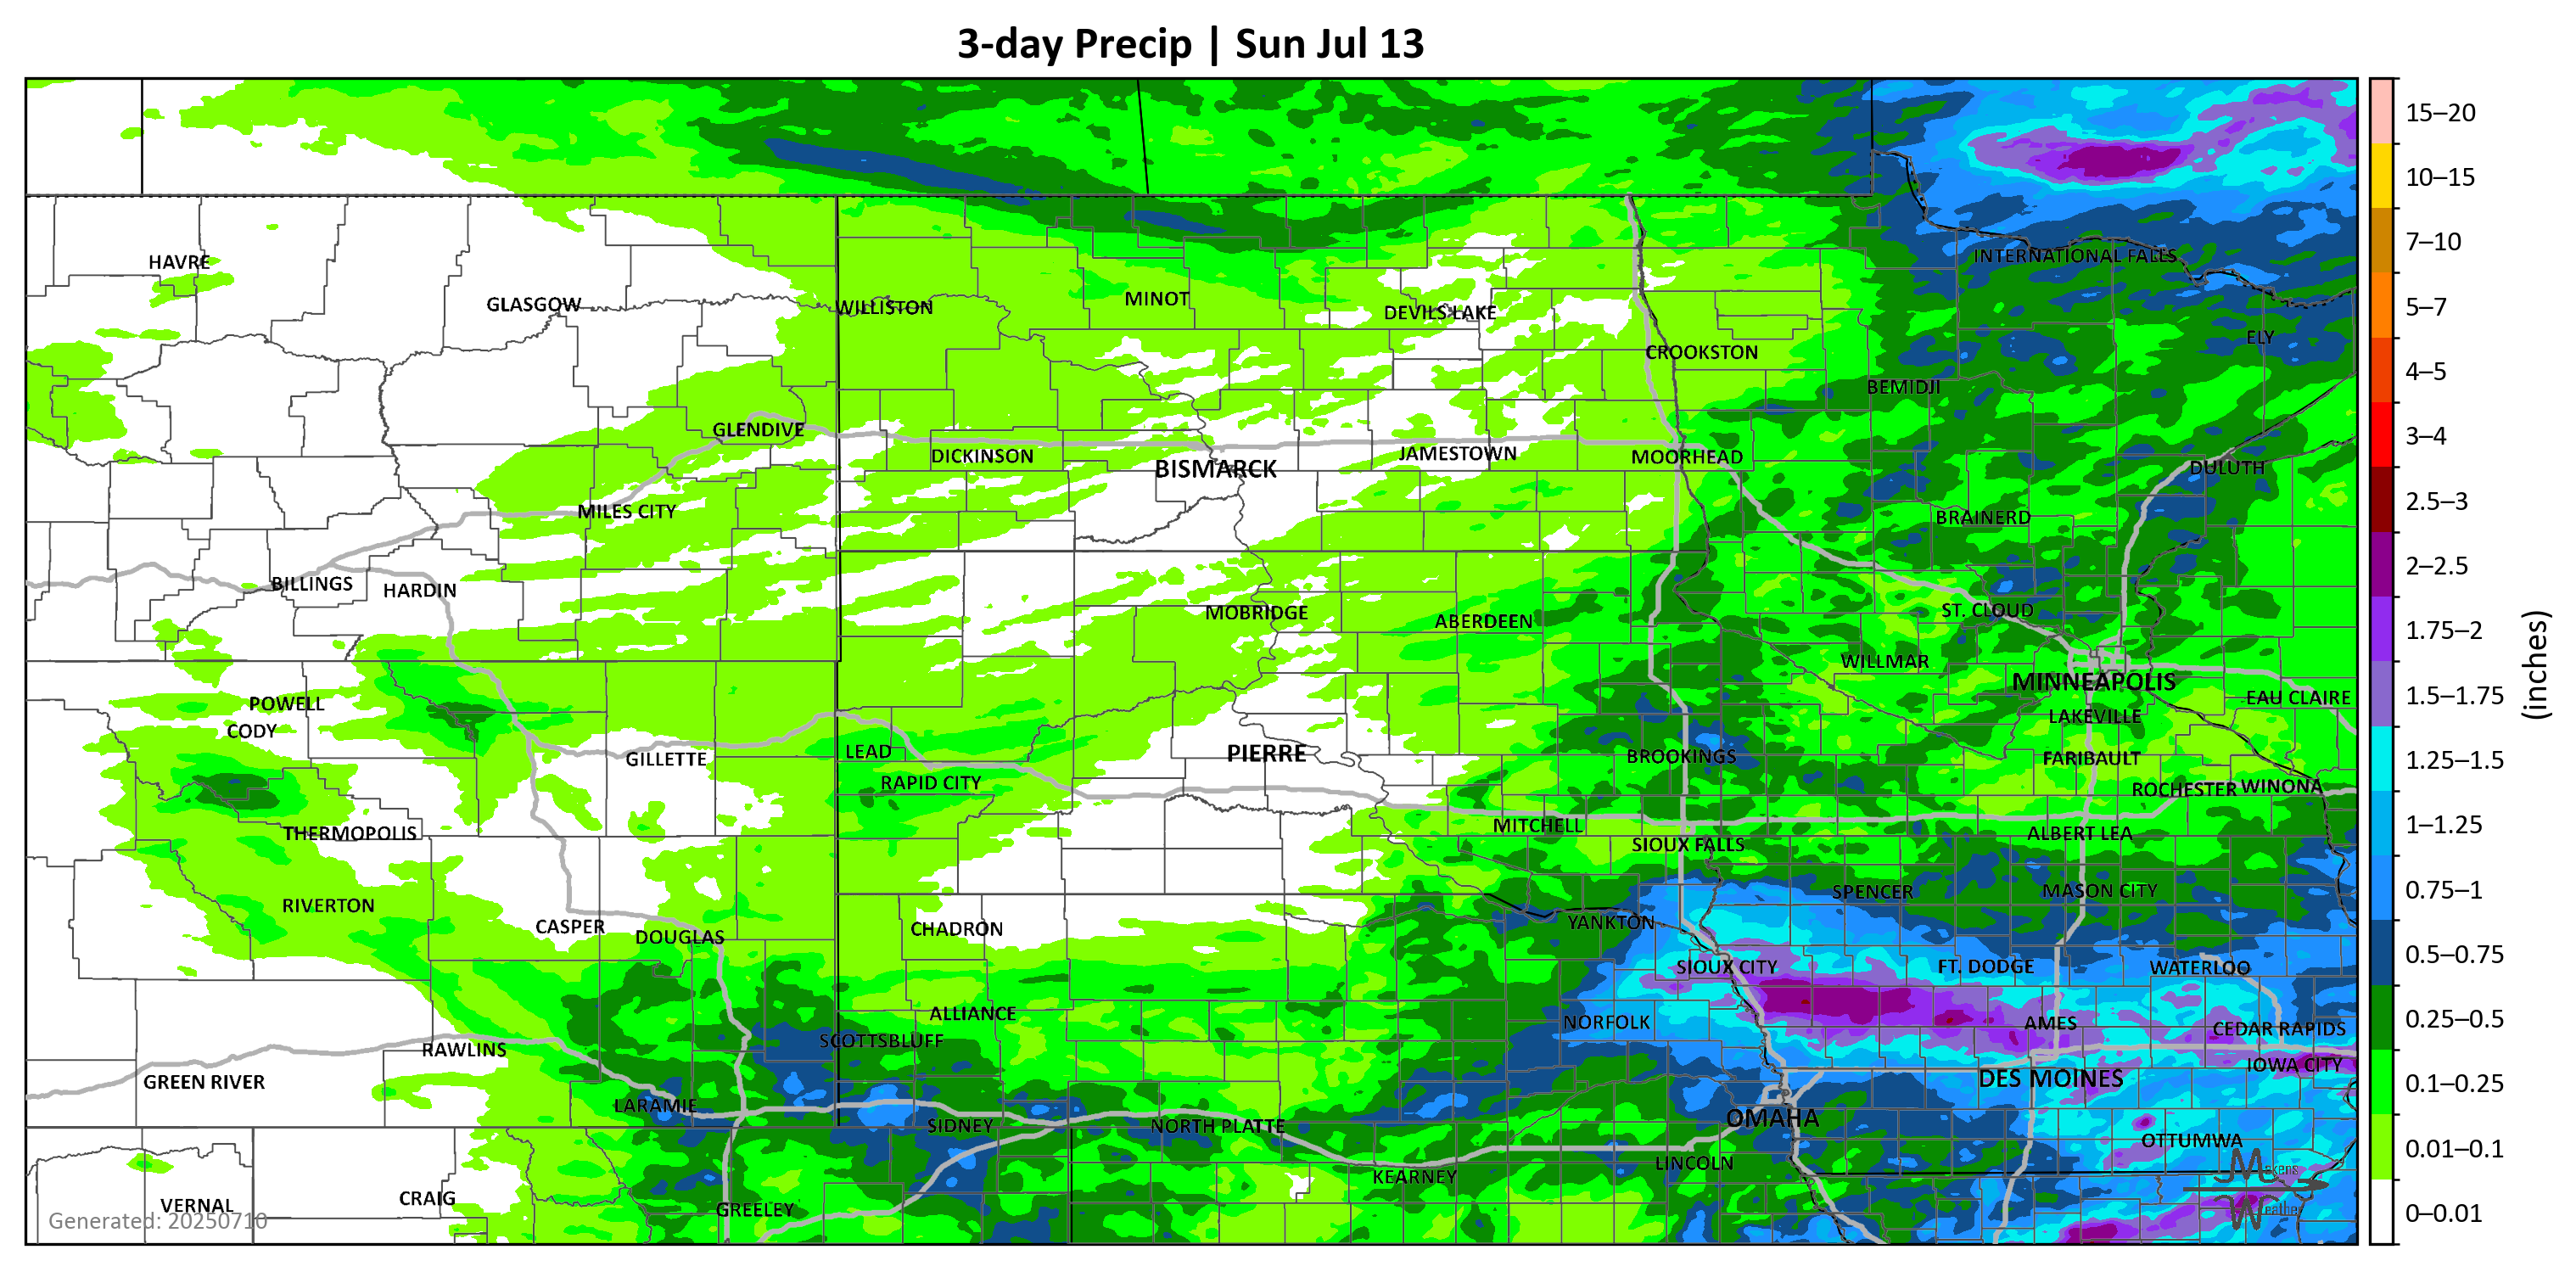 3-day Precip | Sun Jul 13
15–20
10–15
7–10
5–7
4–5
3–4
2.5–3
2–2.5
1.75–2
1.5–1.75
1.25–1.5
1–1.25
0.75–1
0.5–0.75
0.25–0.5
0.1–0.25
0.01–0.1
0–0.01
(inches)
HAVRE
GLASGOW
WILLISTON
MINOT
DEVILS LAKE
INTERNATIONAL FALLS
ELY
CROOKSTON
BEMIDJI
GLENDIVE
DICKINSON
BISMARCK
JAMESTOWN
MOORHEAD
DULUTH
MILES CITY
BRAINERD
BILLINGS
HARDIN
MOBRIDGE
ABERDEEN
ST. CLOUD
WILLMAR
MINNEAPOLIS
EAU CLAIRE
POWELL
CODY
LAKEVILLE
GILLETTE
LEAD
PIERRE
BROOKINGS
FARIBAULT
RAPID CITY
ROCHESTER
WINONA
THERMOPOLIS
MITCHELL
ALBERT LEA
SIOUX FALLS
RIVERTON
SPENCER
MASON CITY
CASPER
DOUGLAS
CHADRON
YANKTON
SIOUX CITY
FT. DODGE
WATERLOO
ALLIANCE
NORFOLK
AMES
CEDAR RAPIDS
SCOTTSBLUFF
RAWLINS
IOWA CITY
GREEN RIVER
DES MOINES
LARAMIE
SIDNEY
NORTH PLATTE
OMAHA
OTTUMWA
LINCOLN
KEARNEY
Makens
Weather
VERNAL
CRAIG
GREELEY
Generated: 20250710